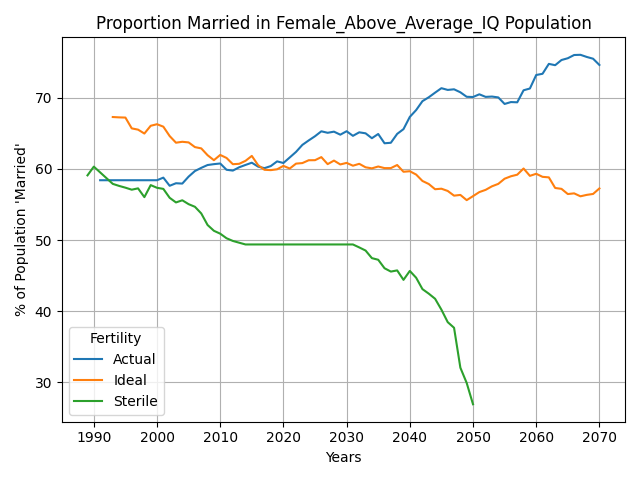 Proportion Married in Female_Above_Average_IQ Population
% of Population 'Married'
70
60
50
40
30
Fertility
Actual
Ideal
Sterile
1990 2000 2010 2020 2030 2040 2050 2060 2070
Years